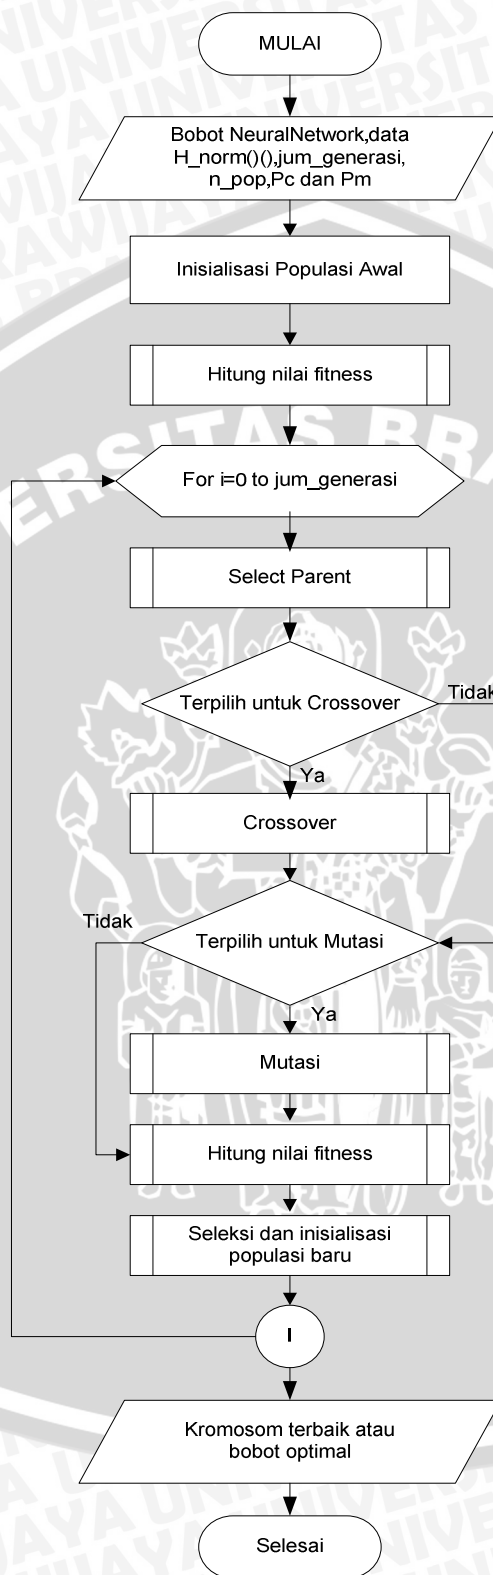 MULAI
Bobot NeuralNetwork,data
H_norm()(),jum_generasi,
n_pop,Pc dan Pm
Inisialisasi Populasi Awal
Hitung nilai fitness
For i=0 to jum_generasi
Select Parent
Terpilih untuk Crossover
Tidak
Ya
Crossover
Tidak
Terpilih untuk Mutasi
Ya
Mutasi
Hitung nilai fitness
Seleksi dan inisialisasi
populasi baru
I
Kromosom terbaik atau
bobot optimal
Selesai